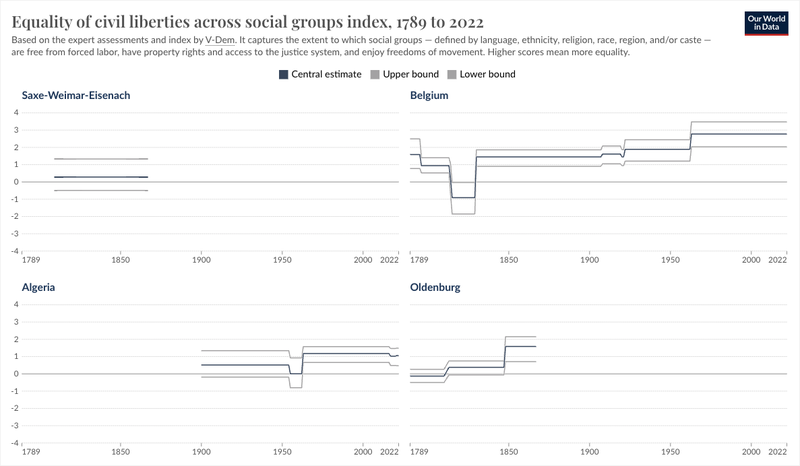 Equality of civil liberties across social groups index, 1789 to 2022
Our World
in Data
Based on the expert assessments and index by V-Dem. It captures the extent to which social groups — defined by language, ethnicity, religion, race, region, and/or caste —
are free from forced labor, have property rights and access to the justice system, and enjoy freedoms of movement. Higher scores mean more equality.
Central estimate Upper bound Lower bound
Saxe-Weimar-Eisenach
4
3
2
1
0
-1
-2
-3
-4
1789 1850 1900 1950 2000 2022
Belgium
1789 1850 1900 1950 2000 2022
Algeria
4
3
2
1
0
-1
-2
-3
-4
1789 1850 1900 1950 2000 2022
Oldenburg
1789 1850 1900 1950 2000 2022